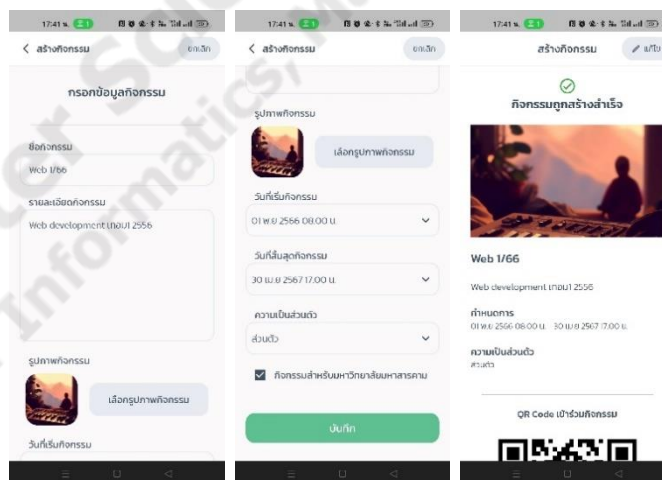 17:41 น.
< สร้างกิจกรรม
ยกเลิก
กรอกข้อมูลกิจกรรม
ชื่อกิจกรรม
Web 1/66
รายละเอียดกิจกรรม
Web development เทอม1 2556
รูปภาพกิจกรรม
เลือกรูปภาพกิจกรรม
วันที่เริ่มกิจกรรม
17:41 น.
< สร้างกิจกรรม
ยกเลิก
รูปภาพกิจกรรม
เลือกรูปภาพกิจกรรม
วันที่เริ่มกิจกรรม
01 พ.ย 2566 08.00 น.
วันที่สิ้นสุดกิจกรรม
30 เม.ย 2567 17.00 น.
ความเป็นส่วนตัว
ส่วนตัว
กิจกรรมสำหรับมหาวิทยาลัยมหาสารคาม
บันทึก
17:41 น.
สร้างกิจกรรม
แก้ไข
กิจกรรมถูกสร้างสำเร็จ
Web 1/66
Web development เทอม1 2556
กำหนดการ
01 พ.ย 2566 08.00 น. 30 เม.ย 2567 17.00 น.
ความเป็นส่วนตัว
ส่วนตัว
QR Code เข้าร่วมกิจกรรม